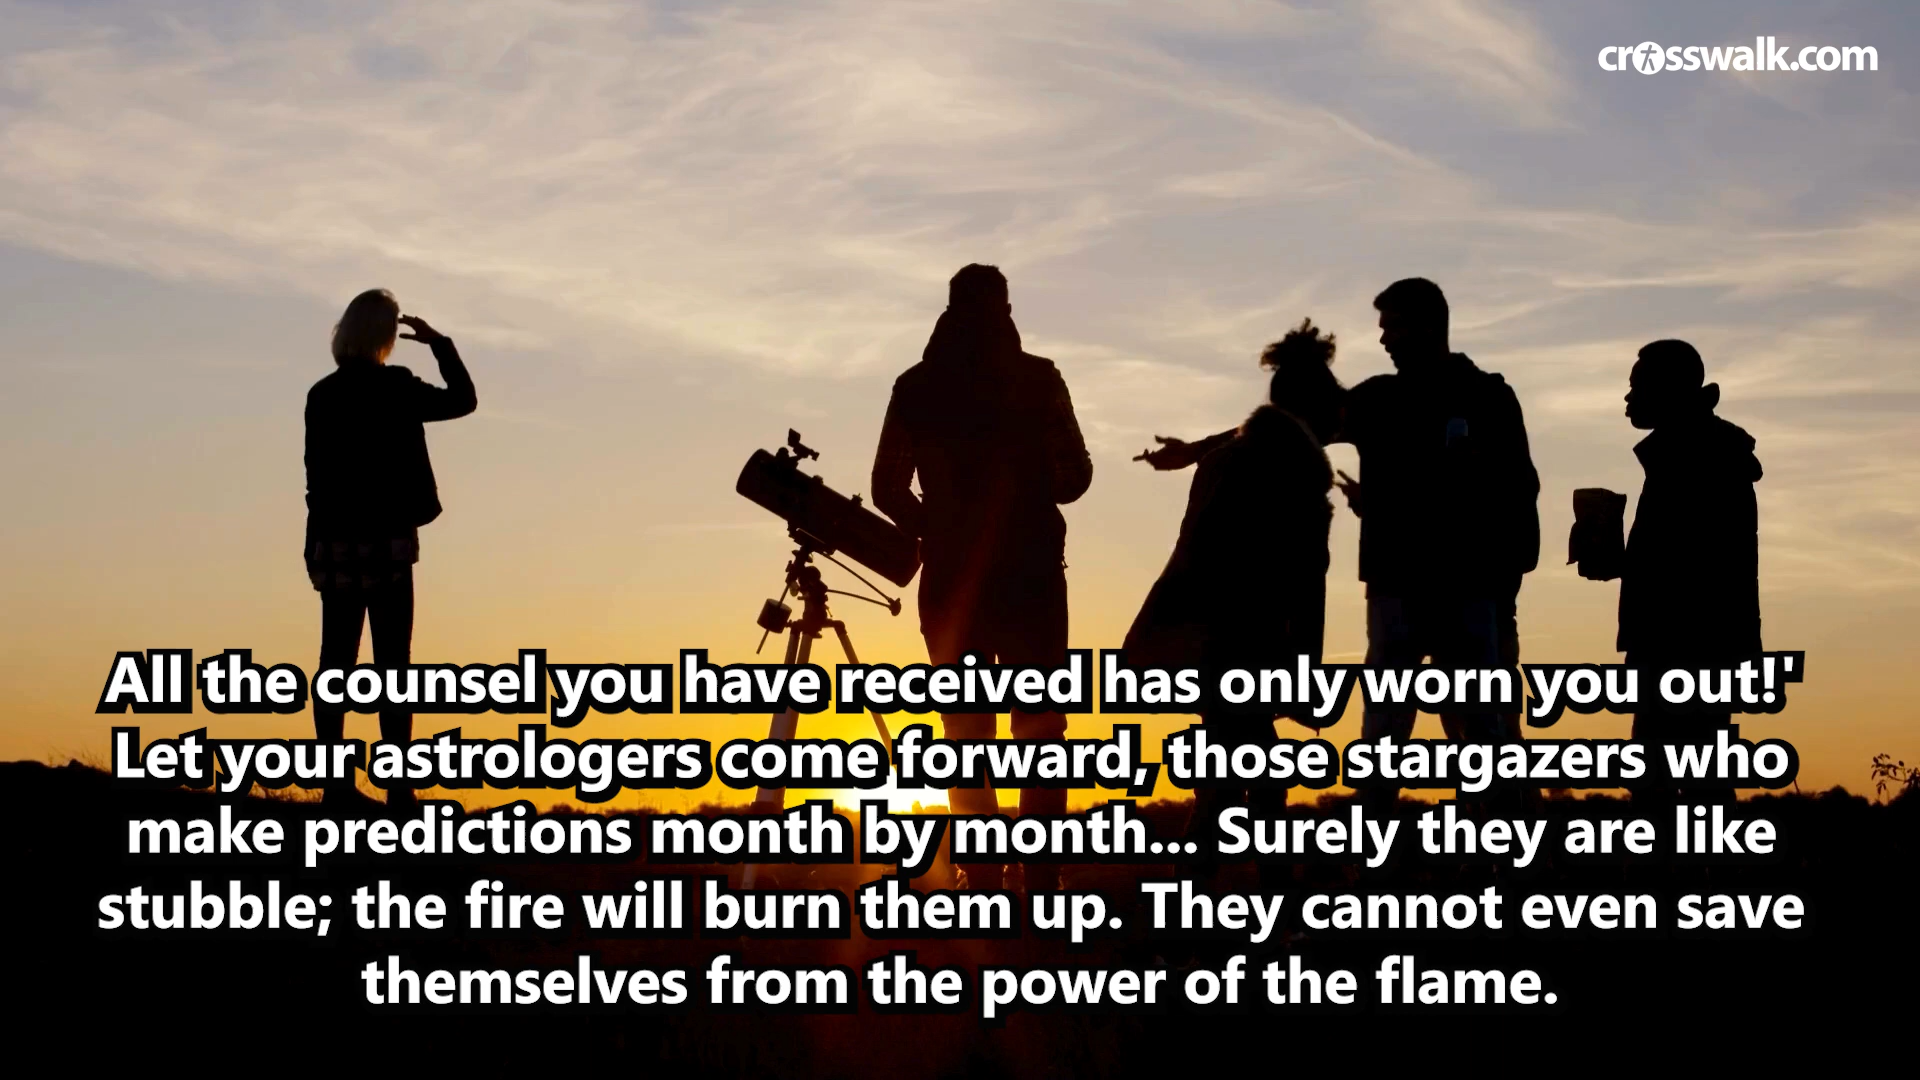 crosswalk.com
All the counsel you have received has only worn you out!'
Let your astrologers come forward, those stargazers who
make predictions month by month... Surely they are like
stubble; the fire will burn them up. They cannot even save
themselves from the power of the flame.